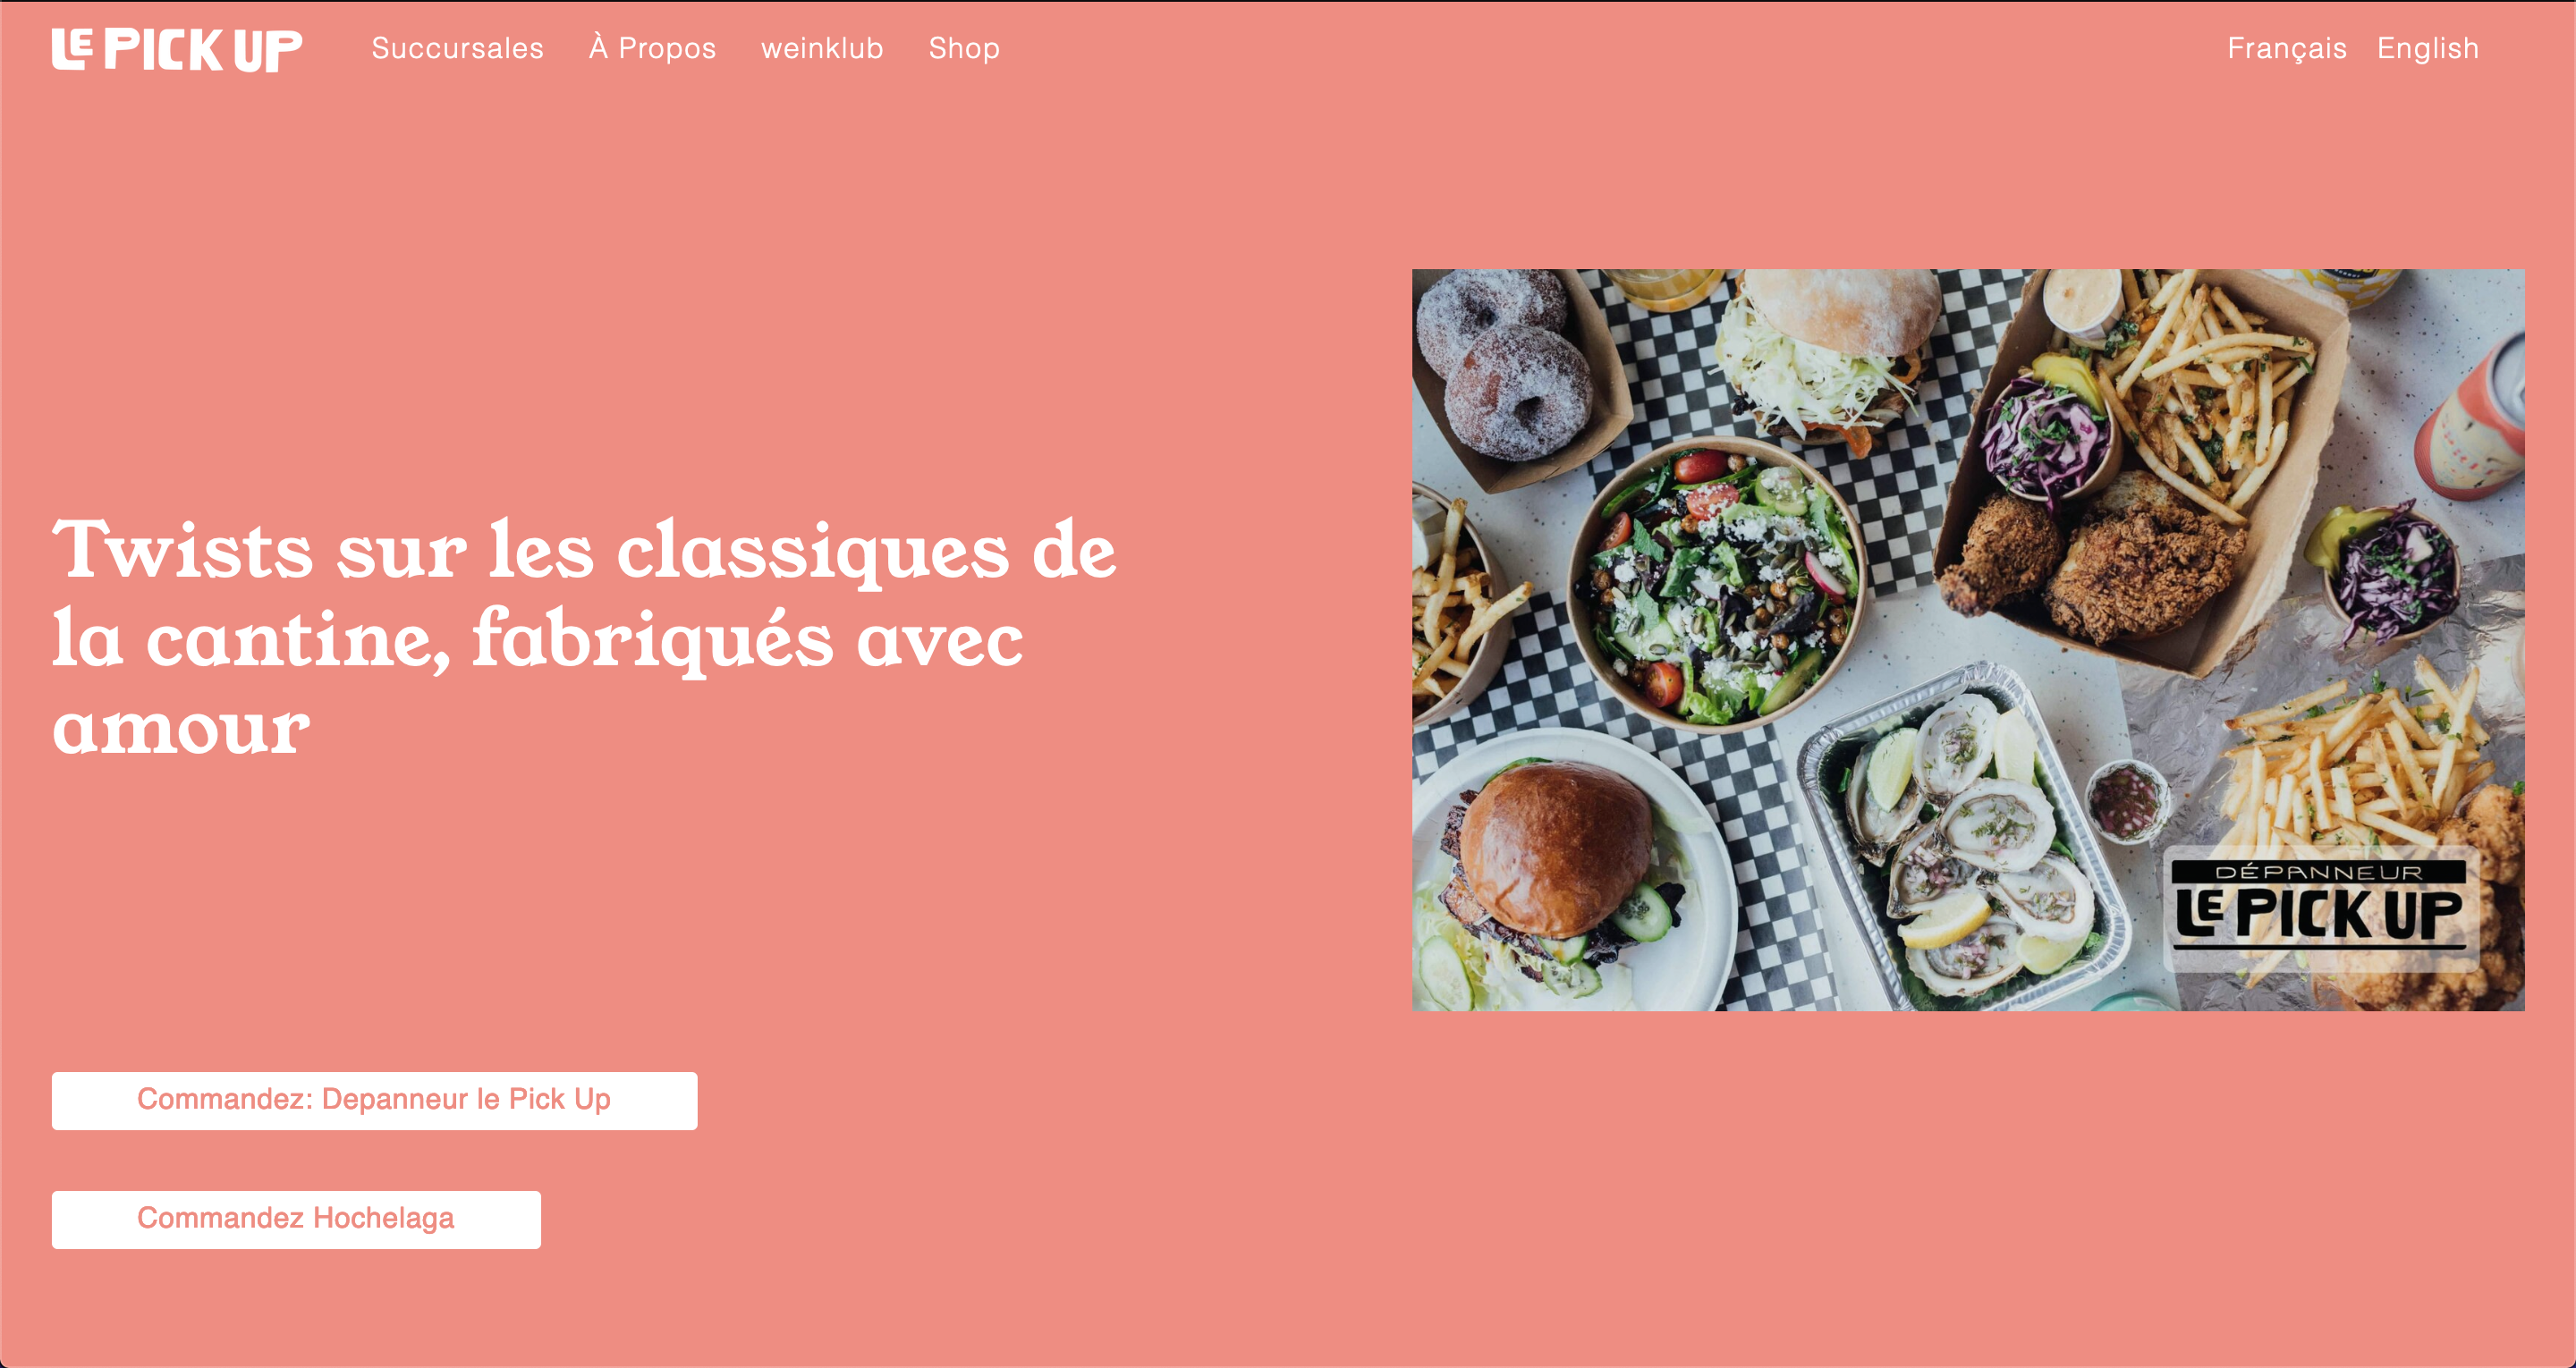 LE PICK UP
Succursales
À Propos
weinklub
Shop
Français
English
Twists sur les classiques de
la cantine, fabriqués avec
amour
DÉPANNEUR
LE PICK UP
Commandez: Depanneur le Pick Up
Commandez Hochelaga